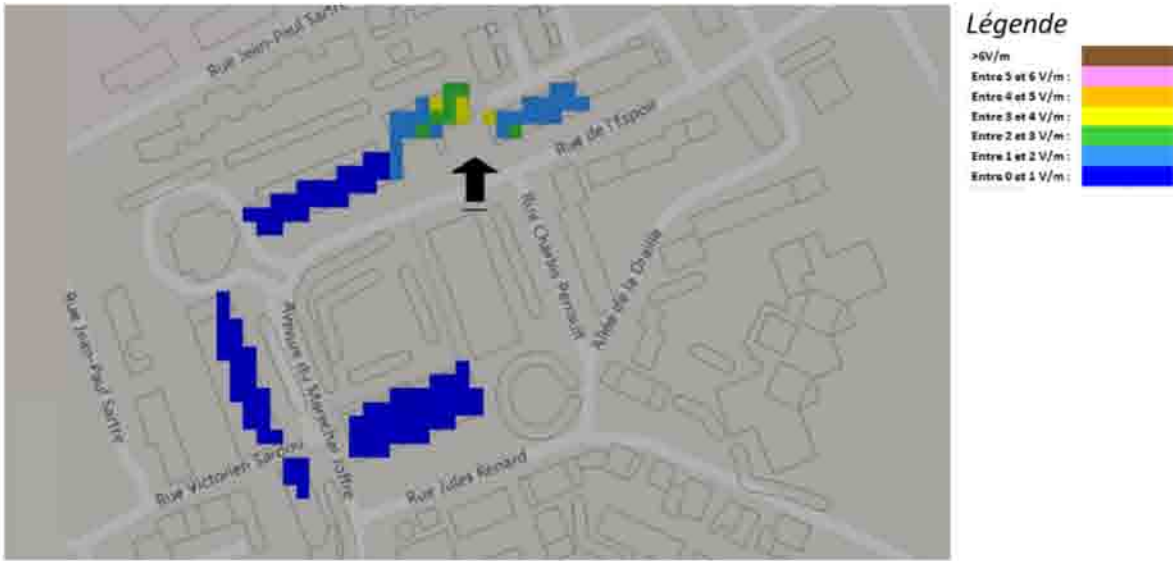 Légende
>6V/m
Entre 5 et 6 V/m :
Entre 4 et 5 V/m :
Entre 3 et 4 V/m :
Entre 2 et 3 V/m :
Entre 1 et 2 V/m :
Entre 0 et 1 V/m :
Rue Jean-Paul Sartre
Rue de l'Espoir
Rue Charles Perrault
Allée de la Draille
Rue Jean-Paul Sartre
Avenue du Maréchal Joffre
Rue Victorien Sardou
Rue Jules Renard